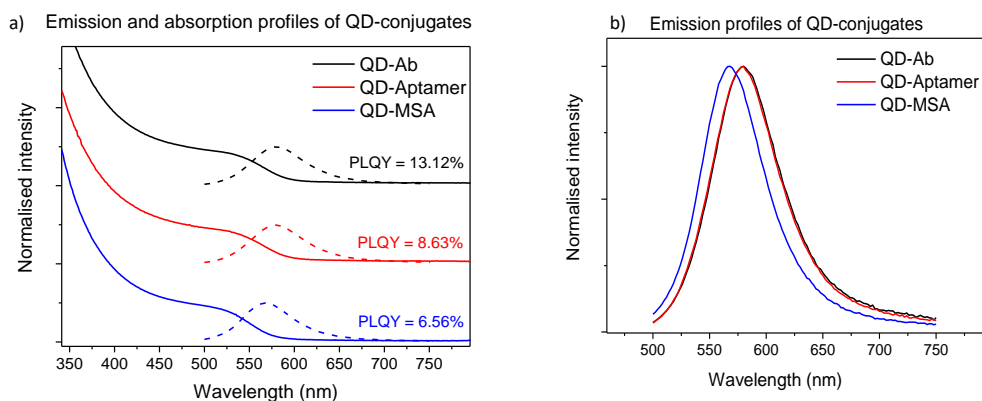 a) Emission and absorption profiles of QD-conjugates
QD-Ab
QD-Aptamer
QD-MSA
PLQY = 13.12%
PLQY = 8.63%
PLQY = 6.56%
Normalised intensity
350 400 450 500 550 600 650 700 750
Wavelength (nm)
b) Emission profiles of QD-conjugates
QD-Ab
QD-Aptamer
QD-MSA
Normalised intensity
500 550 600 650 700 750
Wavelength (nm)